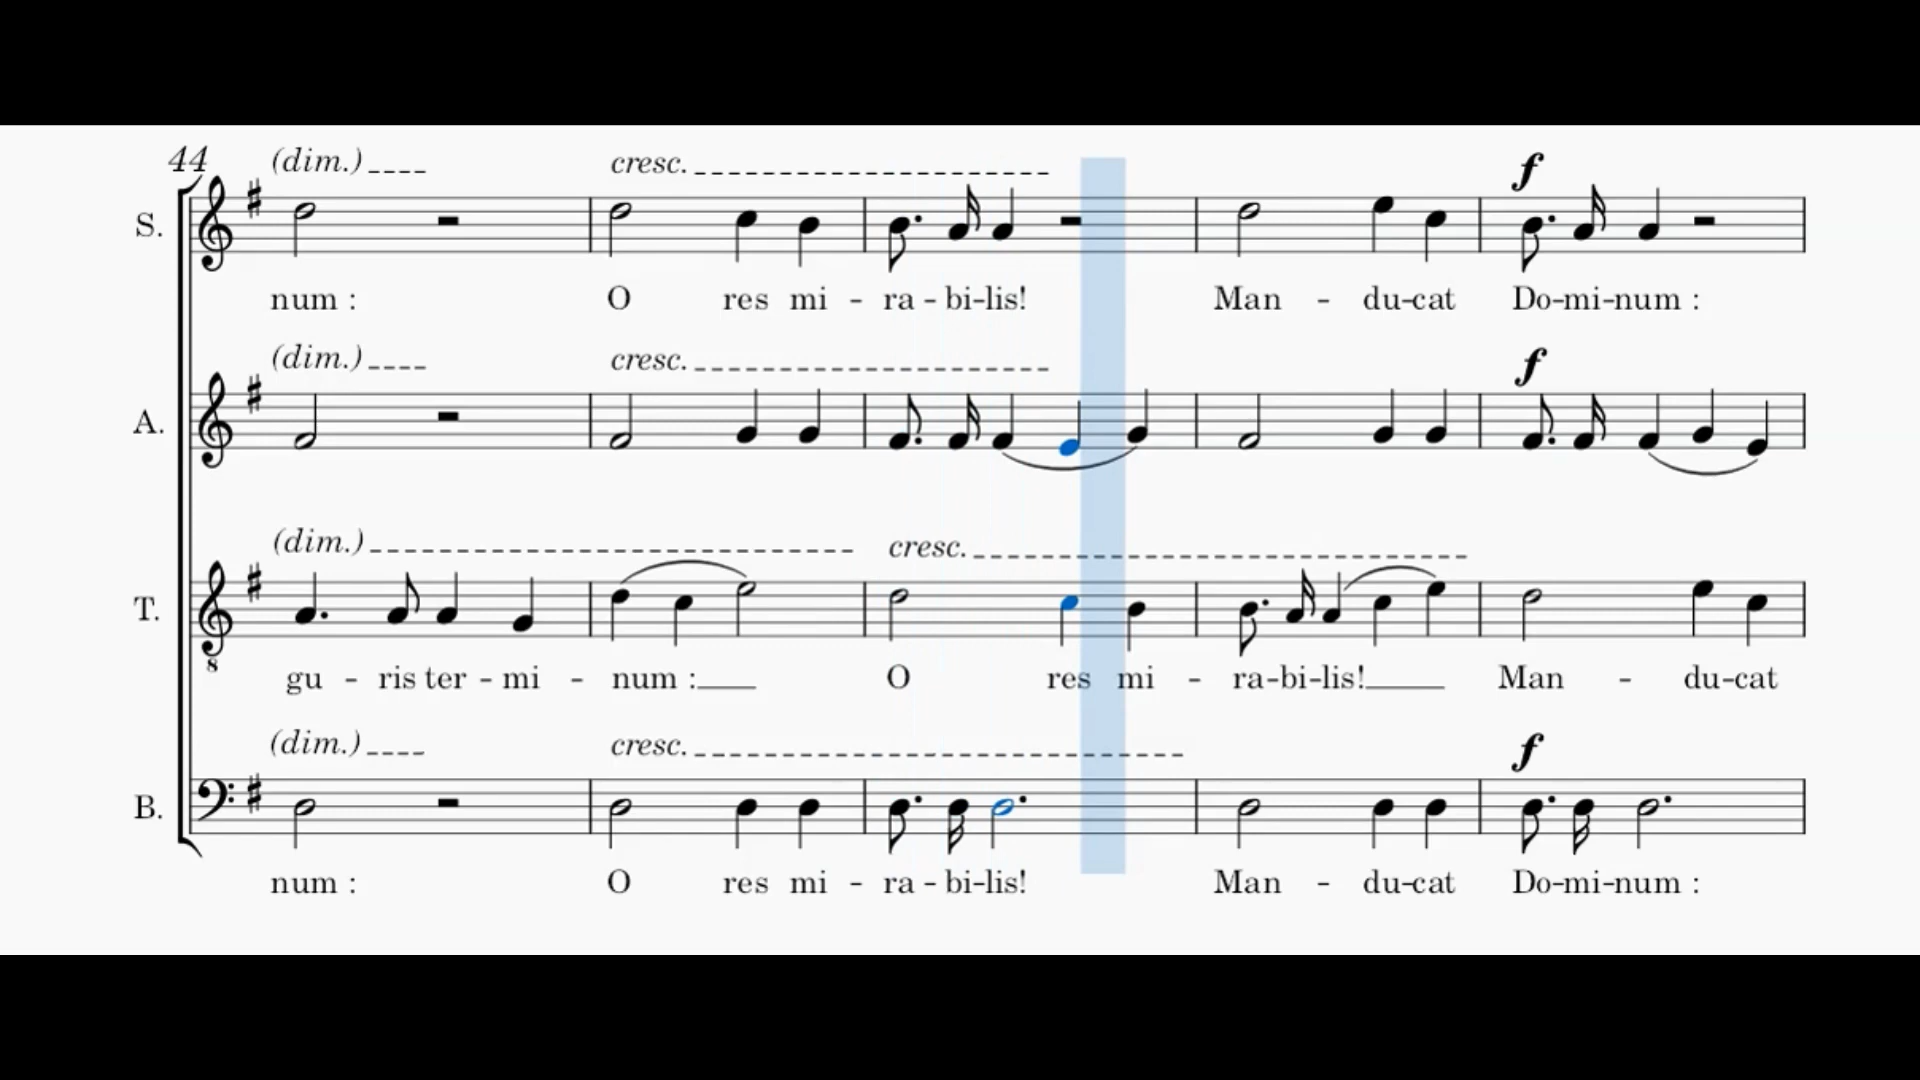 44 (dim.) cresc. f
S.
num : O res mi - ra - bi - lis! Man - du - cat Do - mi - num :
(dim.) cresc. f
A.
(dim.) cresc.
T.
8
gu - ris ter - mi - num : O res mi - ra - bi - lis! Man - du - cat
(dim.) cresc. f
B.
num : O res mi - ra - bi - lis! Man - du - cat Do - mi - num :